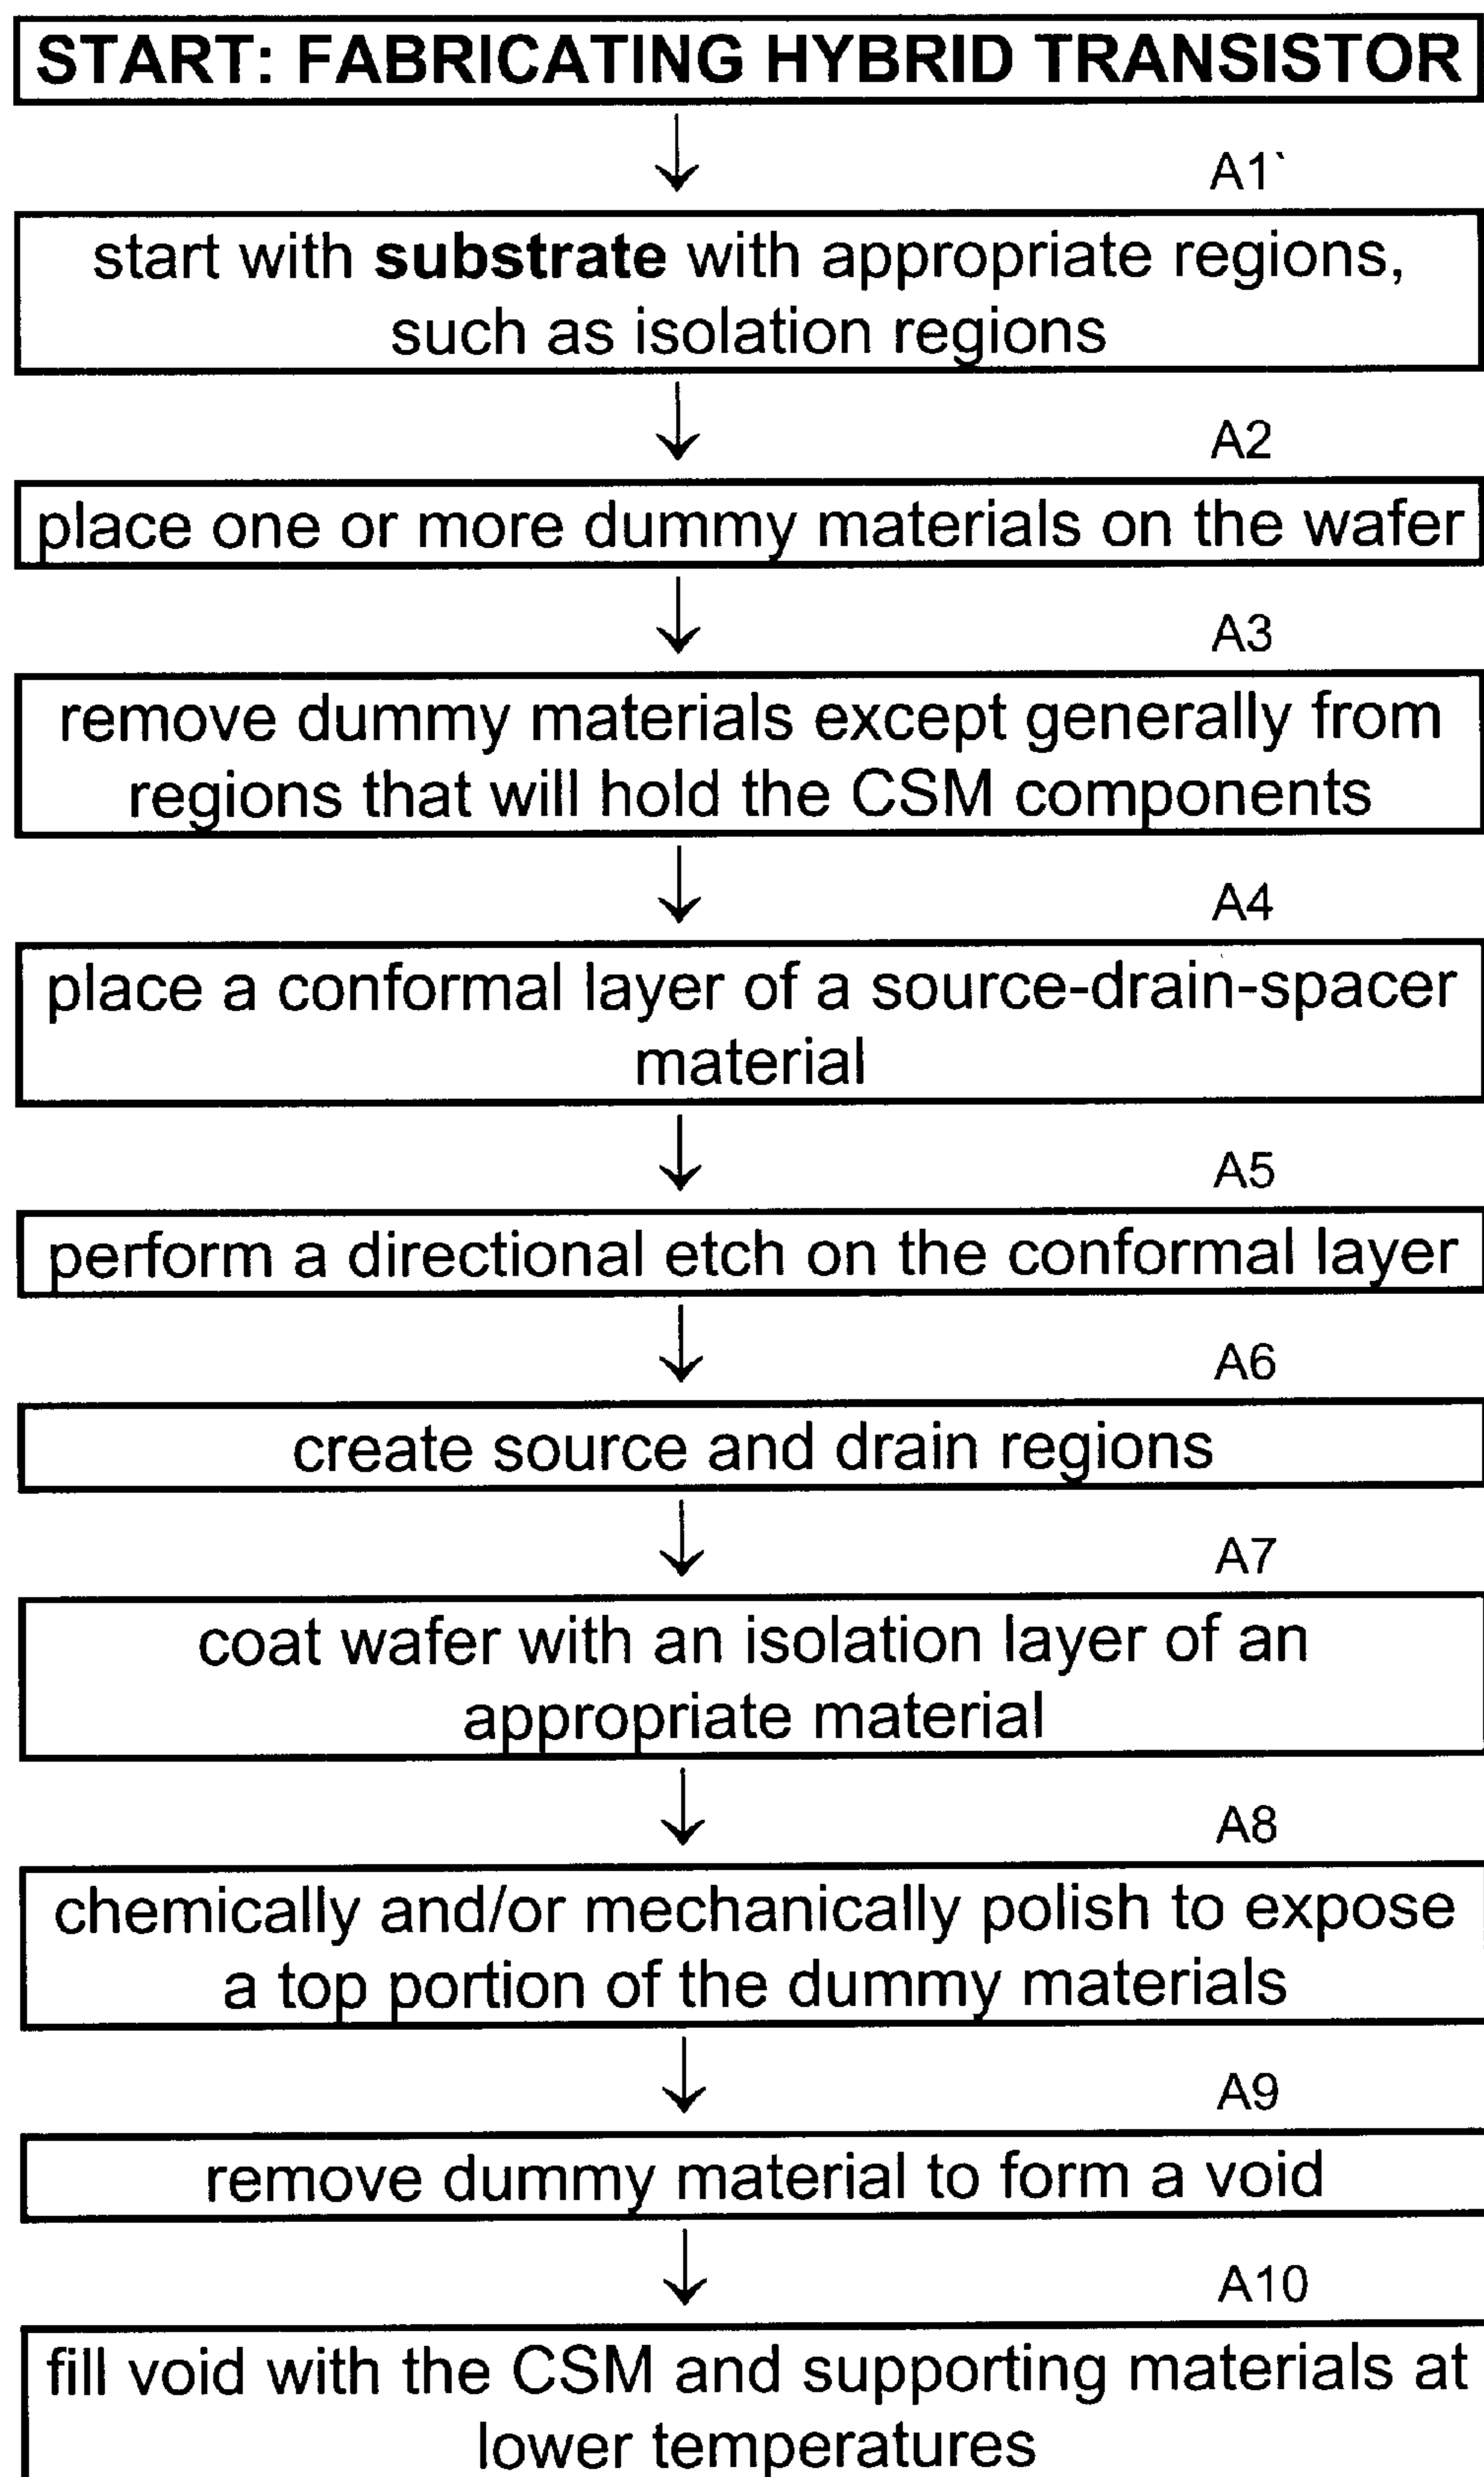 START: FABRICATING HYBRID TRANSISTOR
A1`
start with substrate with appropriate regions,
such as isolation regions
A2
place one or more dummy materials on the wafer
A3
remove dummy materials except generally from
regions that will hold the CSM components
A4
place a conformal layer of a source-drain-spacer
material
A5
perform a directional etch on the conformal layer
A6
create source and drain regions
A7
coat wafer with an isolation layer of an
appropriate material
A8
chemically and/or mechanically polish to expose
a top portion of the dummy materials
A9
remove dummy material to form a void
A10
fill void with the CSM and supporting materials at
lower temperatures